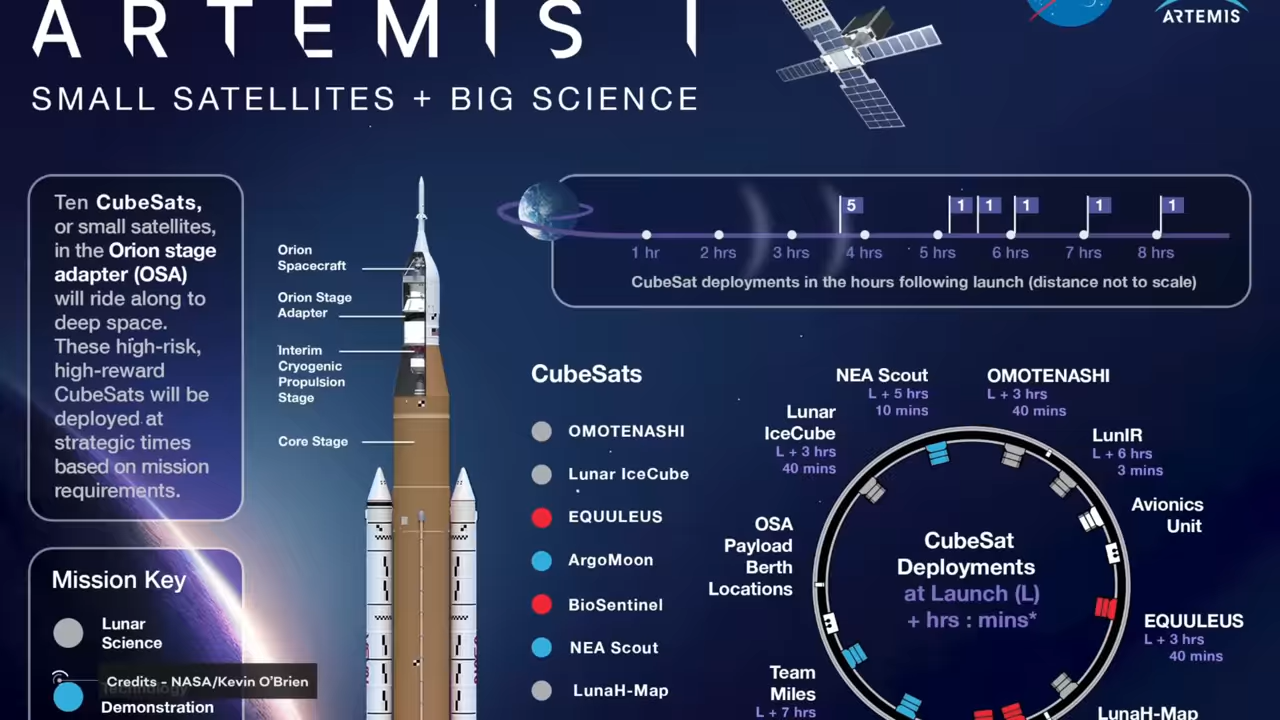 ARTEMIS I
ARTEMIS
SMALL SATELLITES + BIG SCIENCE
Ten CubeSats,
or small satellites,
in the Orion stage
adapter (OSA)
will ride along to
deep space.
These high-risk,
high-reward
CubeSats will be
deployed at
strategic times
based on mission
requirements.
Mission Key
Lunar
Science
Technology
Demonstration
Credits - NASA/Kevin O'Brien
Orion
Spacecraft
Orion Stage
Adapter
Interim
Cryogenic
Propulsion
Stage
Core Stage
5 1 1 1 1 1
1 hr 2 hrs 3 hrs 4 hrs 5 hrs 6 hrs 7 hrs 8 hrs
CubeSat deployments in the hours following launch (distance not to scale)
CubeSats
OMOTENASHI
Lunar IceCube
EQUULEUS
ArgoMoon
BioSentinel
NEA Scout
LunaH-Map
NEA Scout
L + 5 hrs
10 mins
OMOTENASHI
L + 3 hrs
40 mins
Lunar
IceCube
L + 3 hrs
40 mins
LunIR
L + 6 hrs
3 mins
Avionics
Unit
OSA
Payload
Berth
Locations
CubeSat
Deployments
at Launch (L)
+ hrs : mins*
EQUULEUS
L + 3 hrs
40 mins
Team
Miles
L + 7 hrs
LunaH-Map